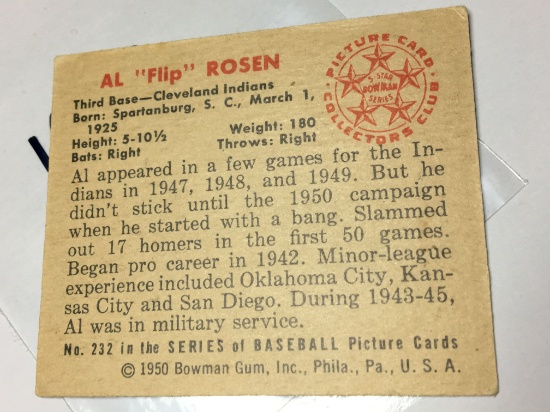 AL "Flip" ROSEN
Third Base—Cleveland Indians
Born: Spartanburg, S. C., March 1,
1925
Height: 5-10½ Weight: 180
Bats: Right Throws: Right
PICTURE CARD
COLLECTORS CLUB
5-STAR
BOWMAN
SERIES
Al appeared in a few games for the In-
dians in 1947, 1948, and 1949. But he
didn't stick until the 1950 campaign
when he started with a bang. Slammed
out 17 homers in the first 50 games.
Began pro career in 1942. Minor-league
experience included Oklahoma City, Kan-
sas City and San Diego. During 1943-45,
Al was in military service.
No. 232 in the SERIES of BASEBALL Picture Cards
© 1950 Bowman Gum, Inc., Phila., Pa., U. S. A.